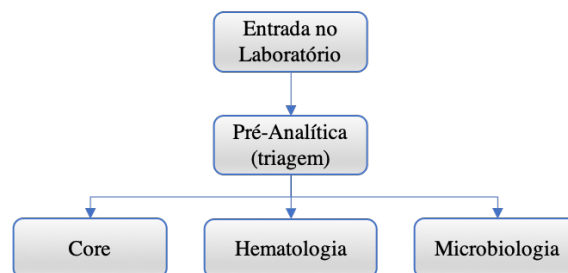 Entrada no
Laboratório
Pré-Analítica
(triagem)
Core
Hematologia
Microbiologia